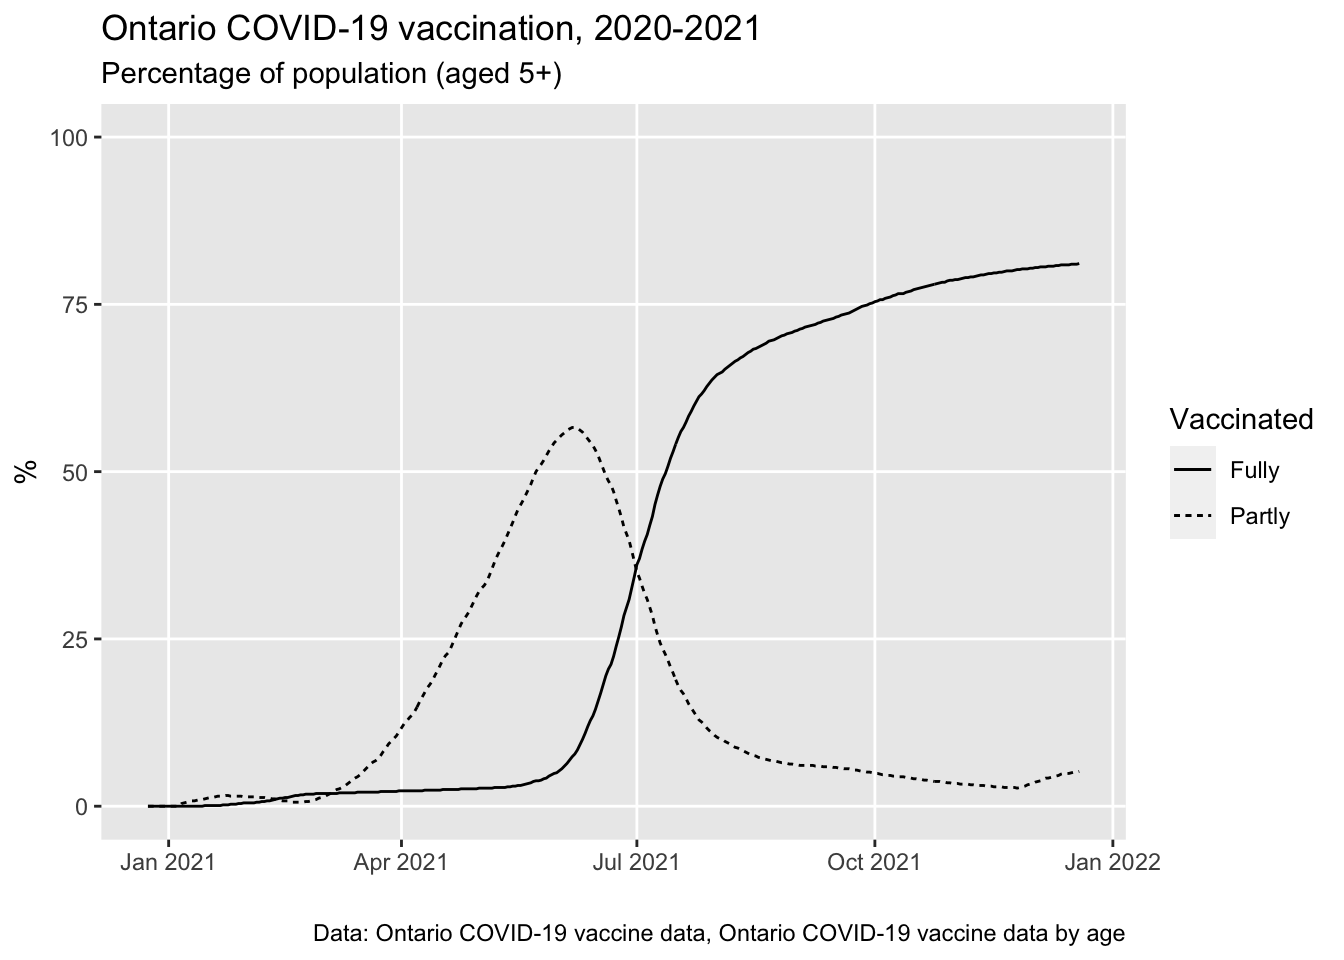 Ontario COVID-19 vaccination, 2020-2021
Percentage of population (aged 5+)
100
75
50
25
0
%
Jan 2021 Apr 2021 Jul 2021 Oct 2021 Jan 2022
Vaccinated
Fully
Partly
Data: Ontario COVID-19 vaccine data, Ontario COVID-19 vaccine data by age